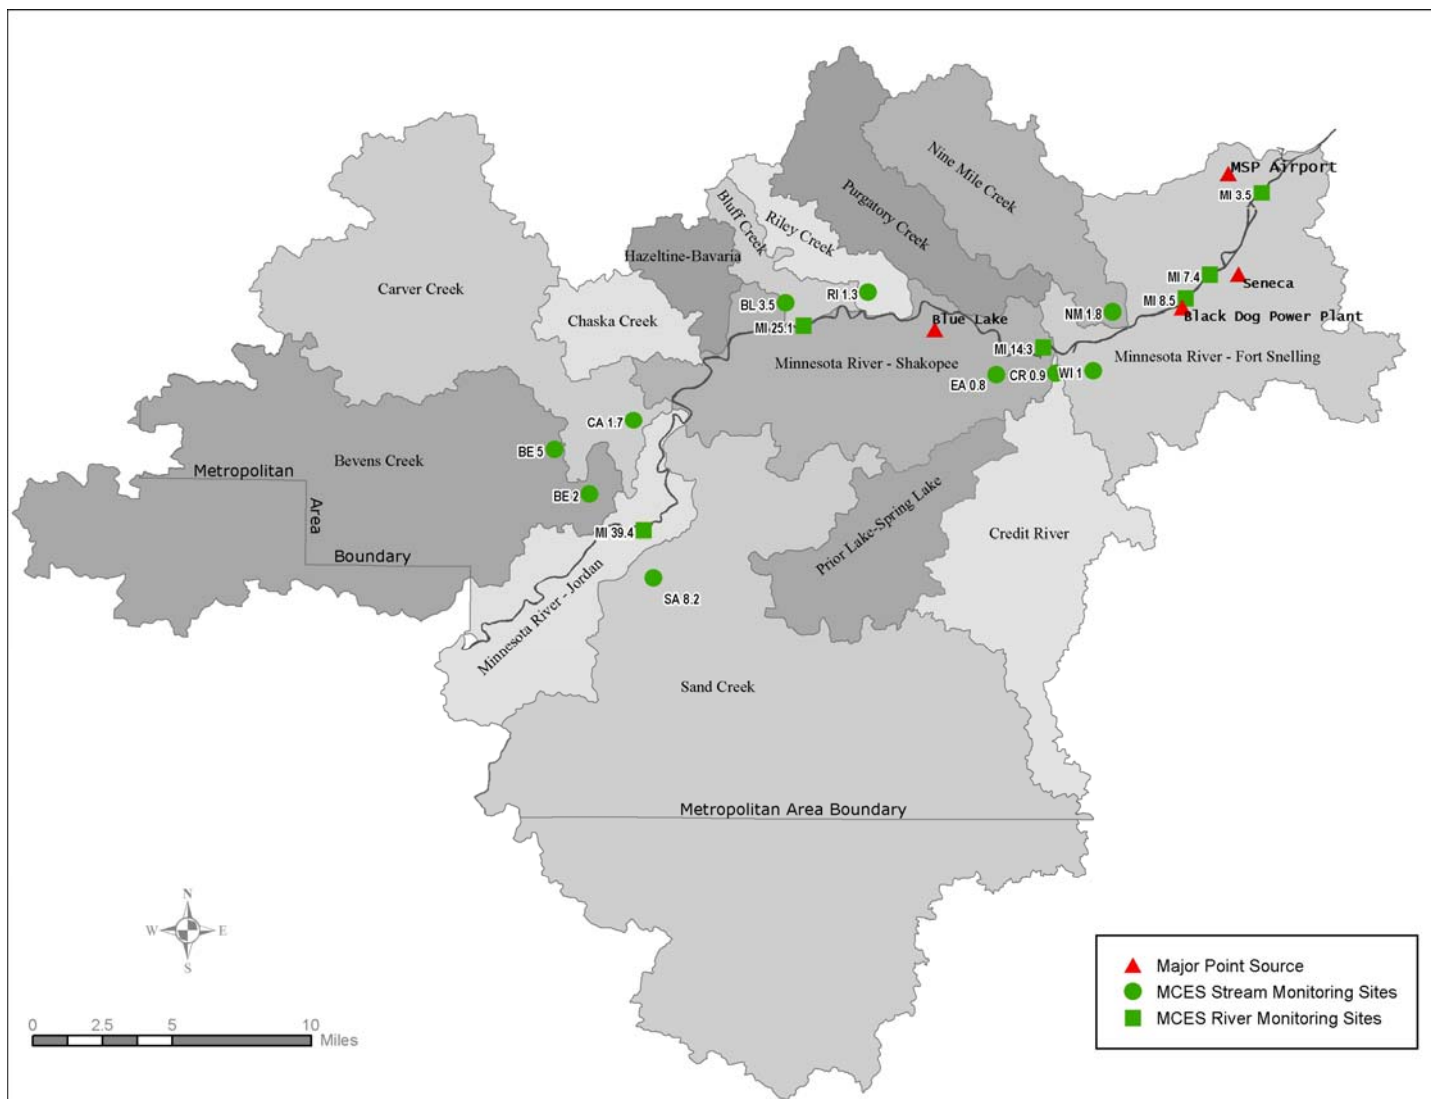 Nine Mile Creek
MSP Airport
MI 3.5
Purgatory Creek
Riley Creek
Bluff Creek
Hazeltine-Bavaria
Carver Creek
MI 7.4
Seneca
RI 1.3
BL 3.5
MI 8.5
Chaska Creek
NM 1.8
Black Dog Power Plant
Blue Lake
MI 25.1
MI 14.3
Minnesota River - Fort Snelling
Minnesota River - Shakopee
EA 0.8
CR 0.9
WI 1
CA 1.7
BE 5
Bevens Creek
Metropolitan
Area
Boundary
BE 2
MI 39.4
Prior Lake-Spring Lake
Credit River
Minnesota River - Jordan
SA 8.2
Sand Creek
Metropolitan Area Boundary
N
W E
S
0 2.5 5 10
Miles
Major Point Source
MCES Stream Monitoring Sites
MCES River Monitoring Sites